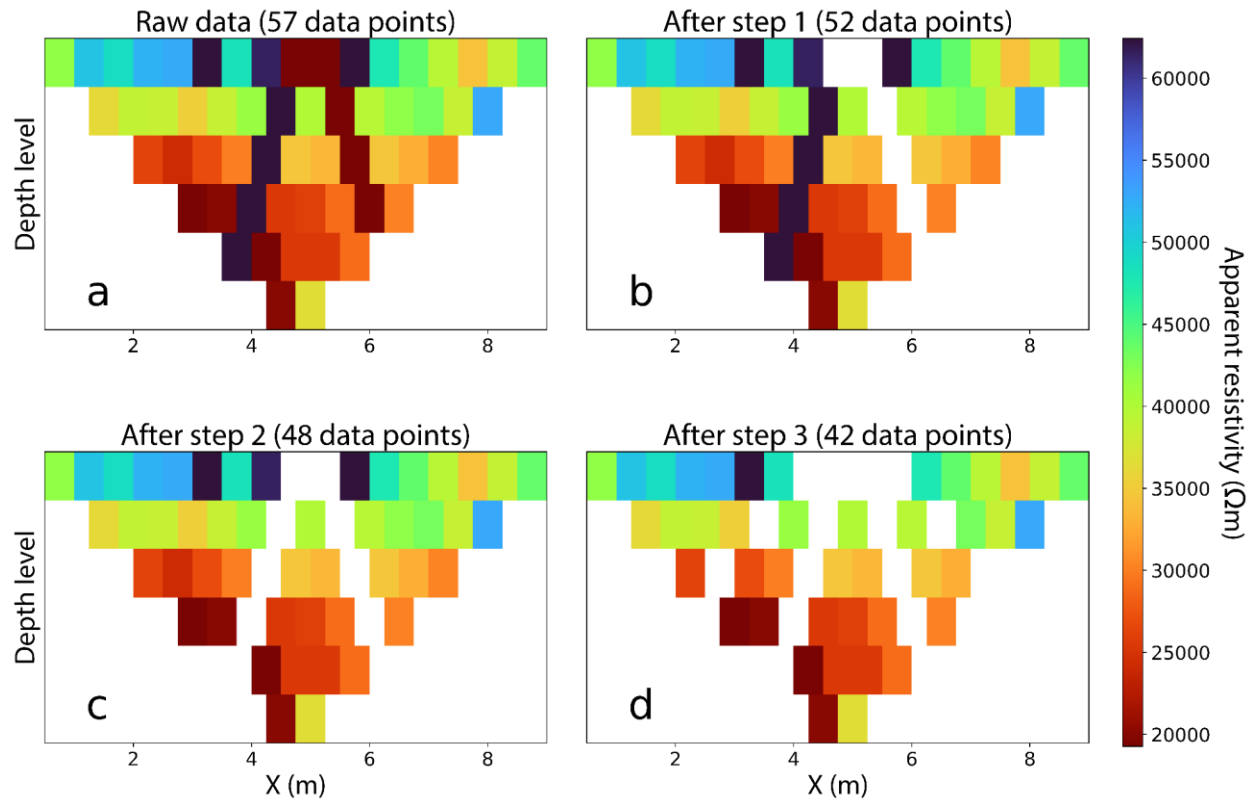 Raw data (57 data points)
After step 1 (52 data points)
Depth level
a
b
2 4 6 8
2 4 6 8
After step 2 (48 data points)
After step 3 (42 data points)
Depth level
c
d
2 4 6 8
2 4 6 8
X (m)
X (m)
60000
55000
50000
45000
40000
35000
30000
25000
20000
Apparent resistivity (Ωm)